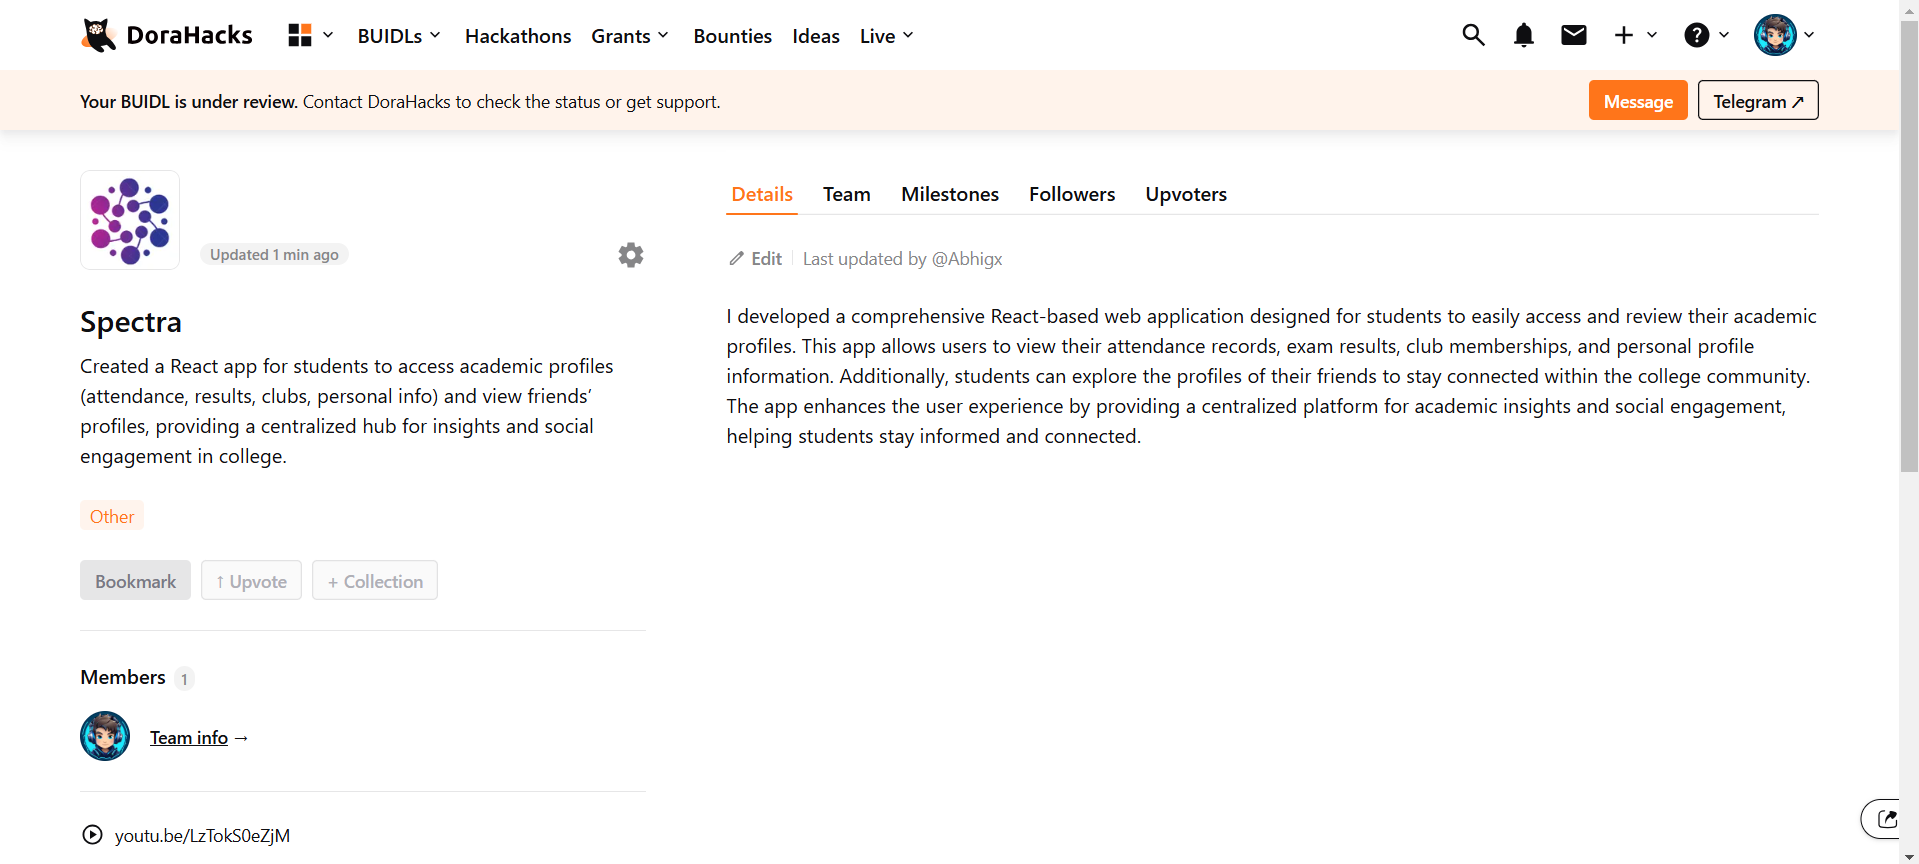 DoraHacks
BUIDLs
Hackathons
Grants
Bounties
Ideas
Live
Your BUIDL is under review. Contact DoraHacks to check the status or get support.
Message
Telegram ↗
Updated 1 min ago
Spectra
Created a React app for students to access academic profiles
(attendance, results, clubs, personal info) and view friends’
profiles, providing a centralized hub for insights and social
engagement in college.
Other
Bookmark
↑ Upvote
+ Collection
Members 1
Team info →
youtu.be/LzTokS0eZjM
Details
Team
Milestones
Followers
Upvoters
Edit
Last updated by @Abhigx
I developed a comprehensive React-based web application designed for students to easily access and review their academic
profiles. This app allows users to view their attendance records, exam results, club memberships, and personal profile
information. Additionally, students can explore the profiles of their friends to stay connected within the college community.
The app enhances the user experience by providing a centralized platform for academic insights and social engagement,
helping students stay informed and connected.